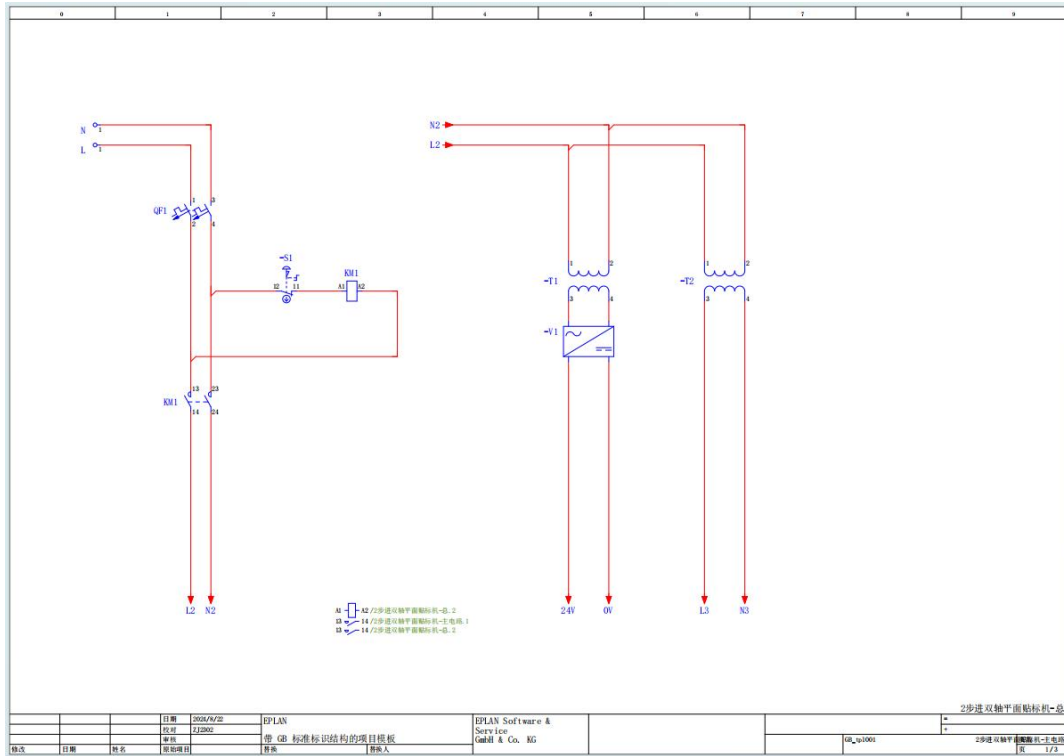 0 1 2 3 4 5 6 7 8 9
N 1
L 1
N2
L2
QF1 1 3
2 4
-S1
12 11
KM1
A1 A2
KM1 13 23
14 24
-T1 1 2
3 4
-T2 1 2
3 4
-V1
L2 N2
24V 0V
L3 N3
A1 A2 /2步进双轴平面贴标机-总.2
13 14 /2步进双轴平面贴标机-主电路.1
13 14 /2步进双轴平面贴标机-总.2
2步进双轴平面贴标机-总
日期 2024/8/22 EPLAN EPLAN Software &
Service
GmbH & Co. KG
校对 ZJ2302
审核 带 GB 标准标识结构的项目模板
修改 日期 姓名 原始项目 替换 替换人
=
+
GB_tpl001
页 1/3